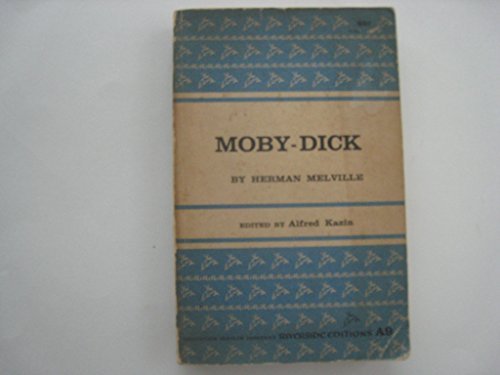 MOBY-DICK
BY HERMAN MELVILLE
EDITED BY Alfred Kazin
RIVERSIDE EDITIONS A9